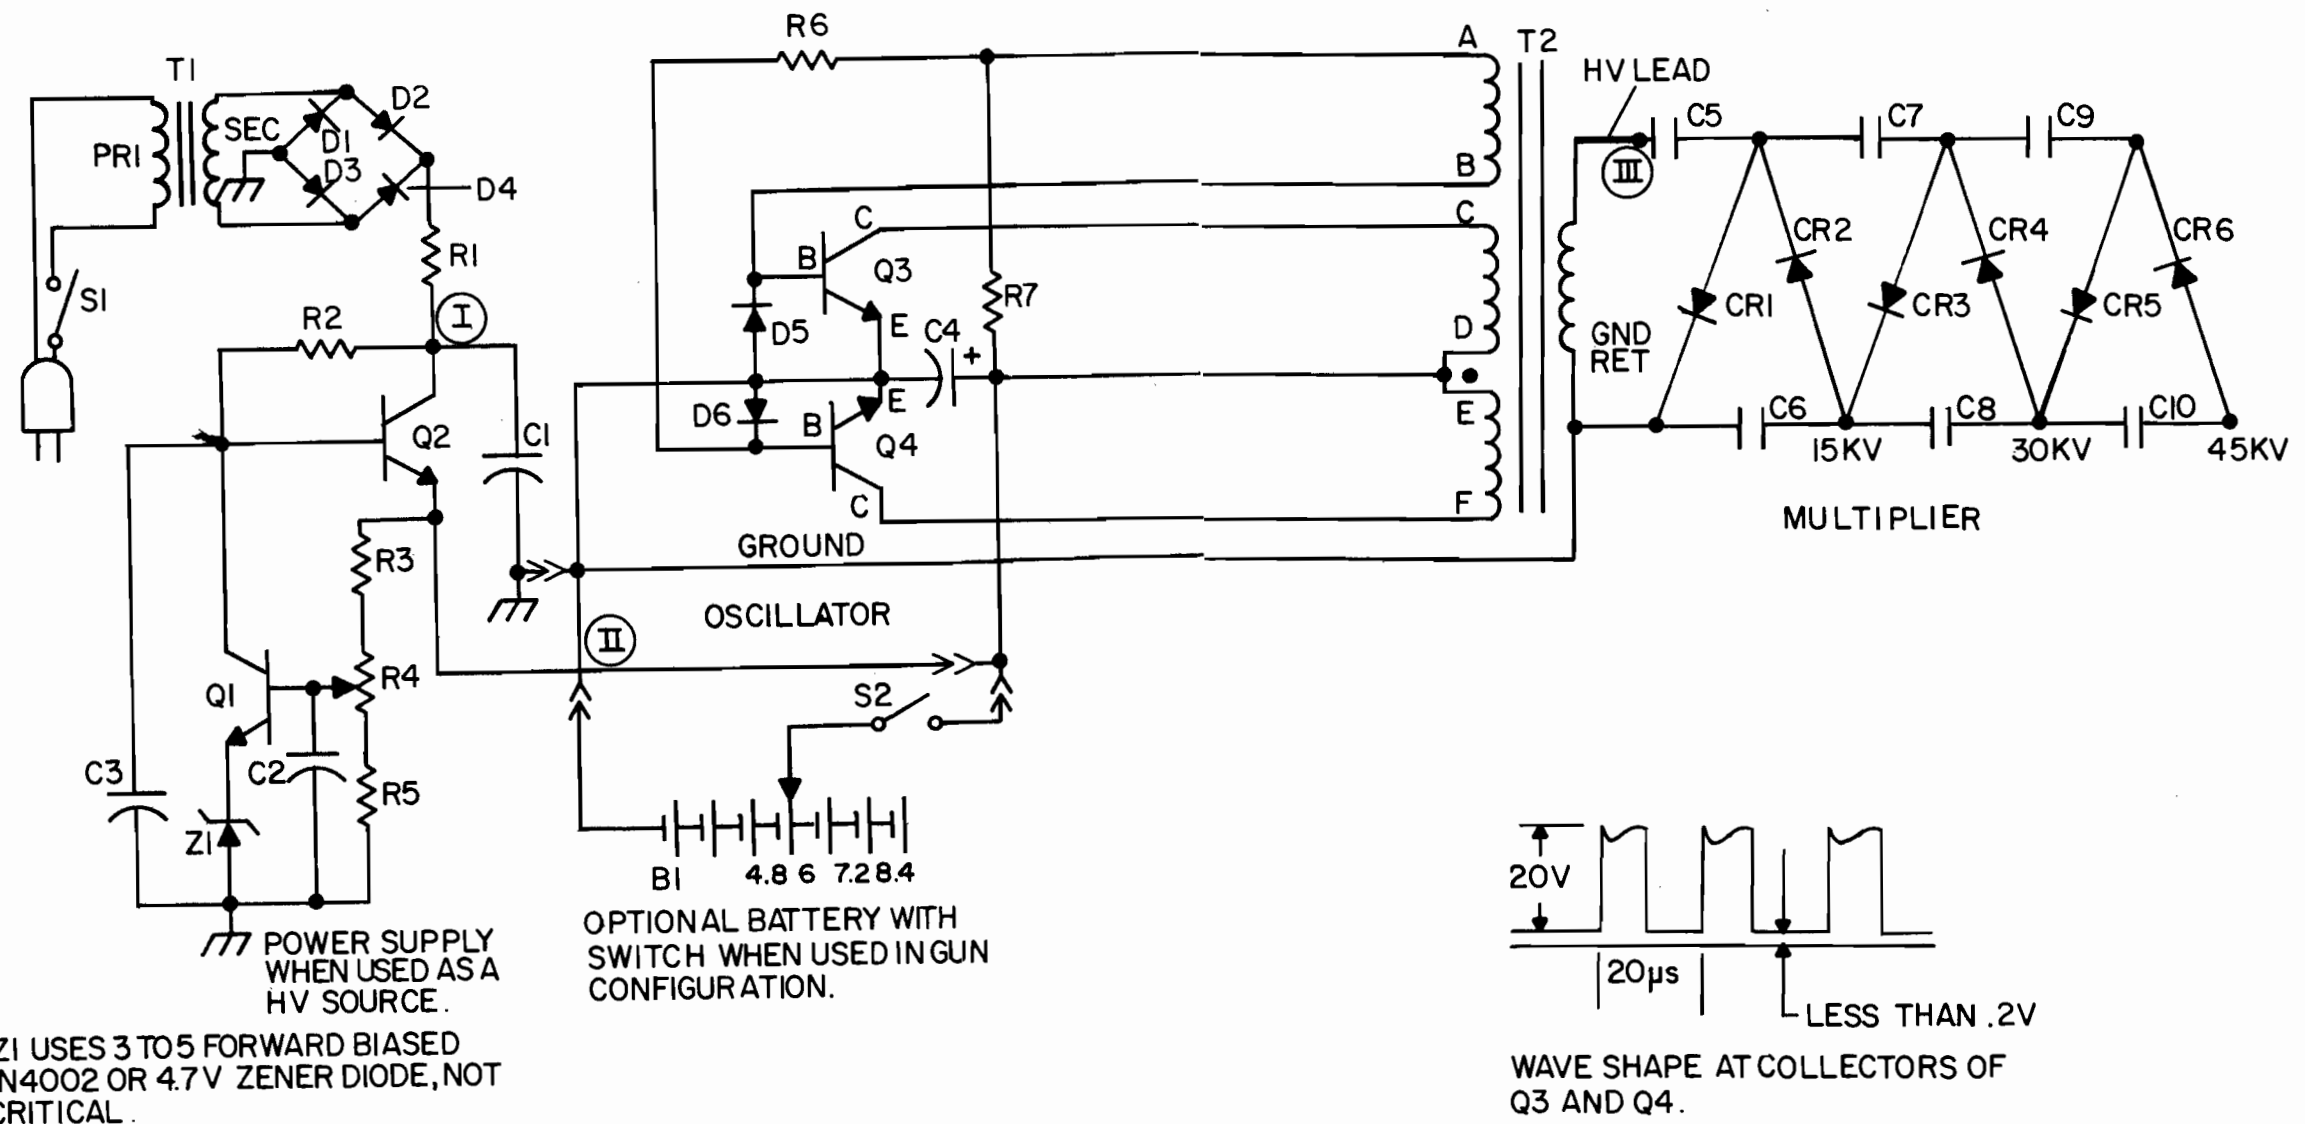 R6
A
T2
T1
HV LEAD
D2
C5
C7
C9
SEC
D1
PRI
D3
B
III
D4
C
C
CR2
CR4
CR6
B
Q3
R1
S1
R7
D5
E
C4
+
D
CR1
CR3
CR5
I
R2
GND
RET
D6
B
E
E
C6
C8
C10
Q2
C1
Q4
15KV
30KV
45KV
C
F
MULTIPLIER
GROUND
R3
OSCILLATOR
II
Q1
R4
S2
C3
C2
R5
Z1
B1
4.8 6 7.2 8.4
20V
20µs
LESS THAN .2V
POWER SUPPLY
WHEN USED AS A
HV SOURCE.
OPTIONAL BATTERY WITH
SWITCH WHEN USED IN GUN
CONFIGURATION.
Z1 USES 3 TO 5 FORWARD BIASED
N4002 OR 4.7V ZENER DIODE, NOT
CRITICAL.
WAVE SHAPE AT COLLECTORS OF
Q3 AND Q4.